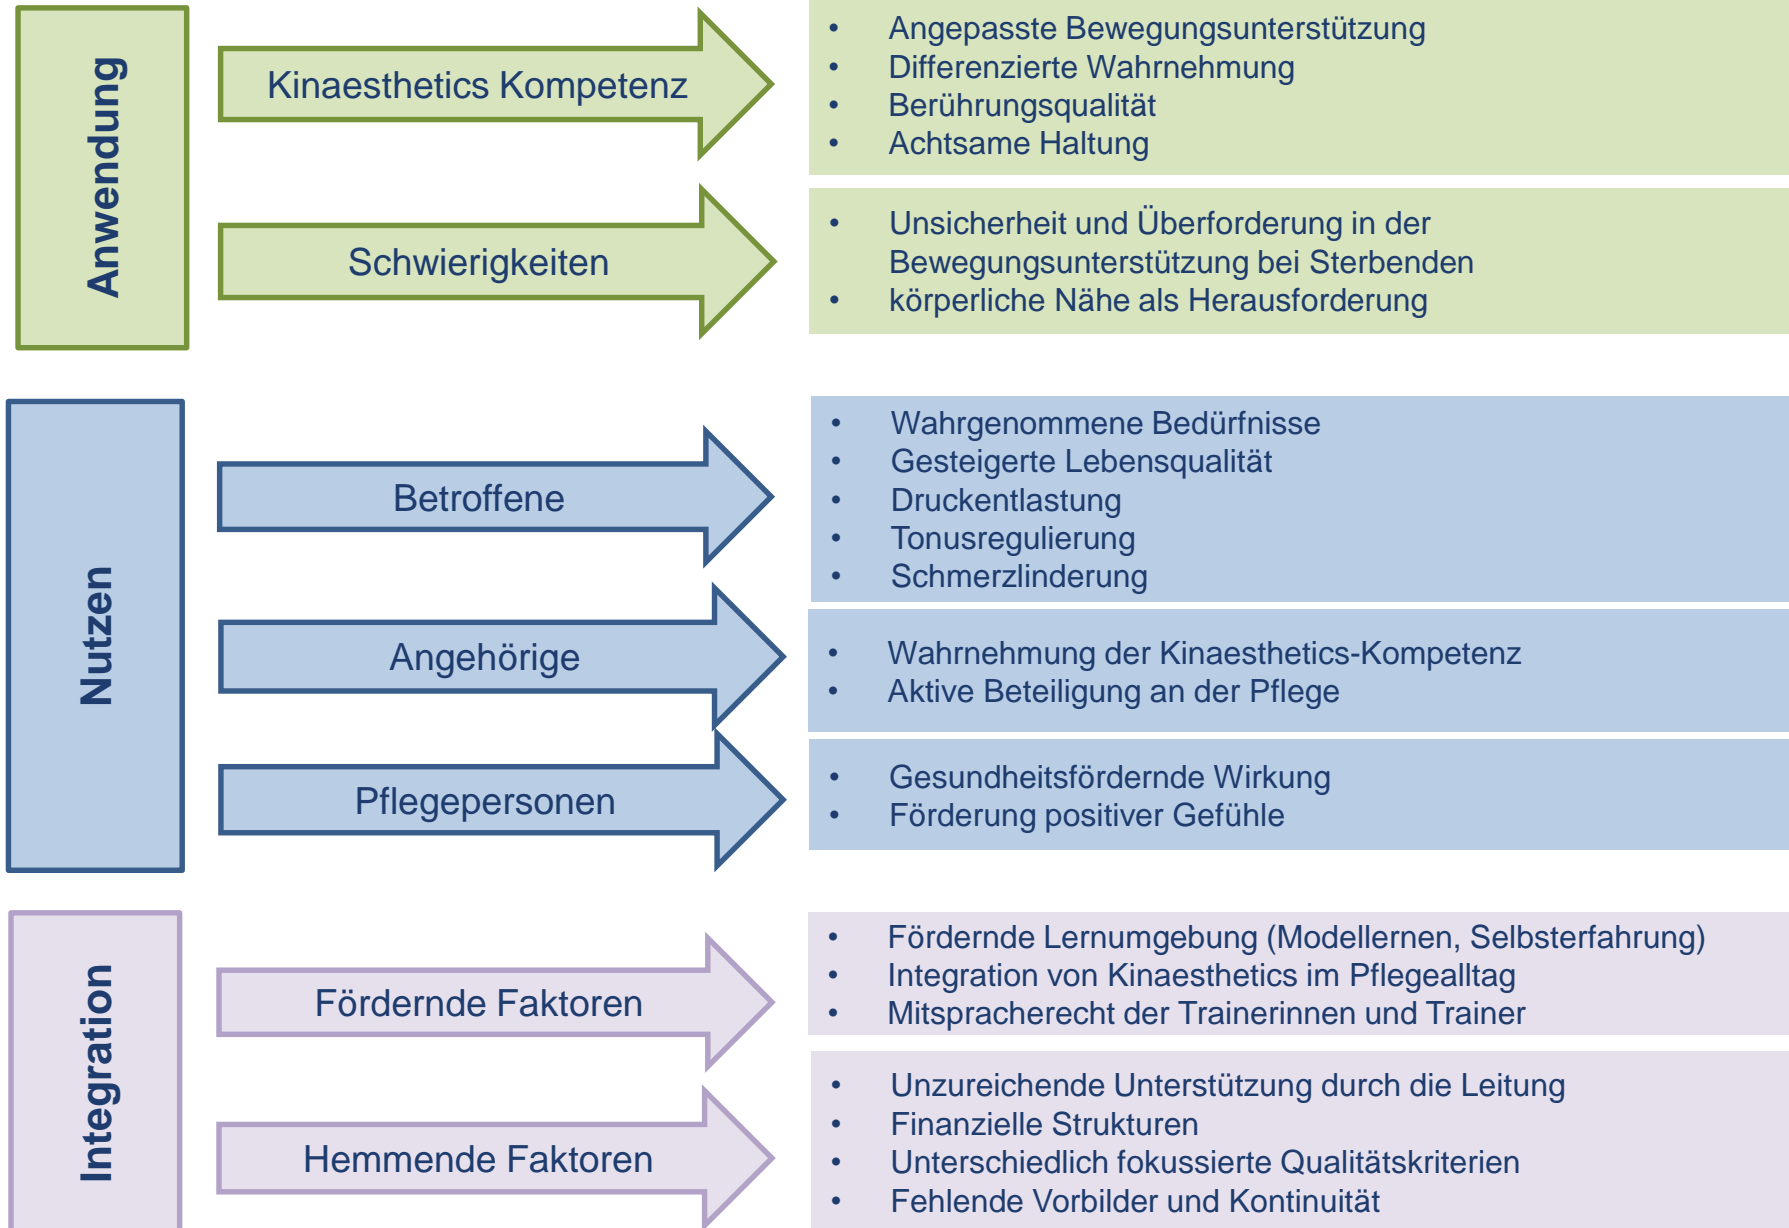 Anwendung
Kinaesthetics Kompetenz
• Angepasste Bewegungsunterstützung
• Differenzierte Wahrnehmung
• Berührungsqualität
• Achtsame Haltung
Schwierigkeiten
• Unsicherheit und Überforderung in der
Bewegungsunterstützung bei Sterbenden
• körperliche Nähe als Herausforderung
Nutzen
Betroffene
• Wahrgenommene Bedürfnisse
• Gesteigerte Lebensqualität
• Druckentlastung
• Tonusregulierung
• Schmerzlinderung
Angehörige
• Wahrnehmung der Kinaesthetics-Kompetenz
• Aktive Beteiligung an der Pflege
Pflegepersonen
• Gesundheitsfördernde Wirkung
• Förderung positiver Gefühle
Integration
Fördernde Faktoren
• Fördernde Lernumgebung (Modellernen, Selbsterfahrung)
• Integration von Kinaesthetics im Pflegealltag
• Mitspracherecht der Trainerinnen und Trainer
Hemmende Faktoren
• Unzureichende Unterstützung durch die Leitung
• Finanzielle Strukturen
• Unterschiedlich fokussierte Qualitätskriterien
• Fehlende Vorbilder und Kontinuität